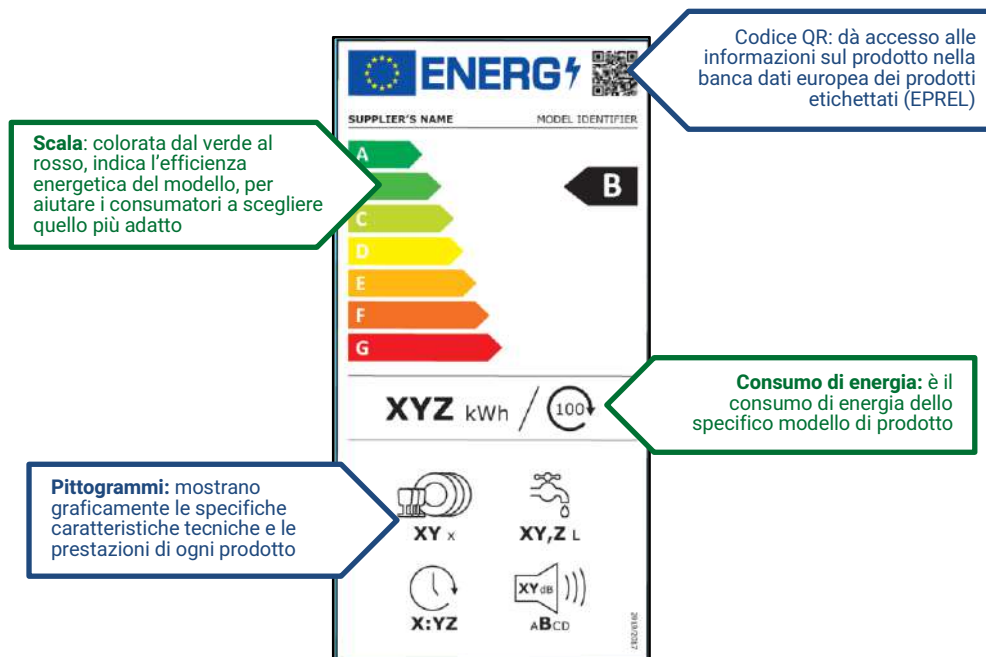 Codice QR: dà accesso alle
informazioni sul prodotto nella
banca dati europea dei prodotti
etichettati (EPREL)
ENERG
SUPPLIER'S NAME MODEL IDENTIFIER
Scala: colorata dal verde al
rosso, indica l'efficienza
energetica del modello, per
aiutare i consumatori a scegliere
quello più adatto
A
B
C
D
E
F
G
XYZ kWh / 100
Consumo di energia: è il
consumo di energia dello
specifico modello di prodotto
Pittogrammi: mostrano
graficamente le specifiche
caratteristiche tecniche e le
prestazioni di ogni prodotto
XY x
XY,Z L
X:YZ
XY dB
ABCD
2019/2017